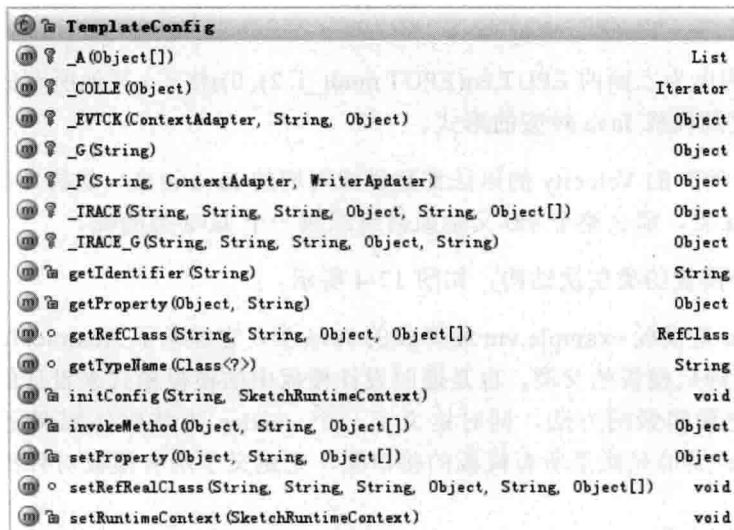 TemplateConfig
_A(Object[]) List
_COLLE(Object) Iterator
_EVTCK(ContextAdapter, String, Object) Object
_G(String) Object
_P(String, ContextAdapter, WriterApapter) Object
_TRACE(String, String, String, Object, String, Object[]) Object
_TRACE_G(String, String, String, Object, String) Object
getIdentifier(String) String
getProperty(Object, String) Object
getRefClass(String, String, Object, Object[]) RefClass
getTypeName(Class<?>) String
initConfig(String, SketchRuntimeContext) void
invokeMethod(Object, String, Object[]) Object
setProperty(Object, String, Object[]) Object
setRefRealClass(String, String, String, Object, String, Object[]) void
setRuntimeContext(SketchRuntimeContext) void